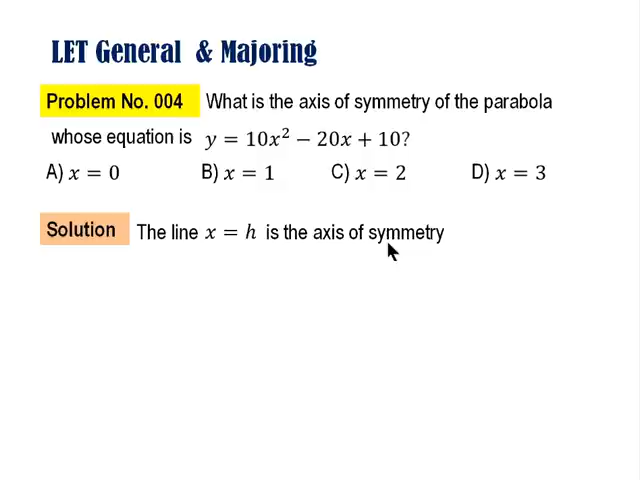 LET General & Majoring
Problem No. 004 What is the axis of symmetry of the parabola
whose equation is y = 10x² − 20x + 10?
A) x = 0 B) x = 1 C) x = 2 D) x = 3
Solution The line x = h is the axis of symmetry